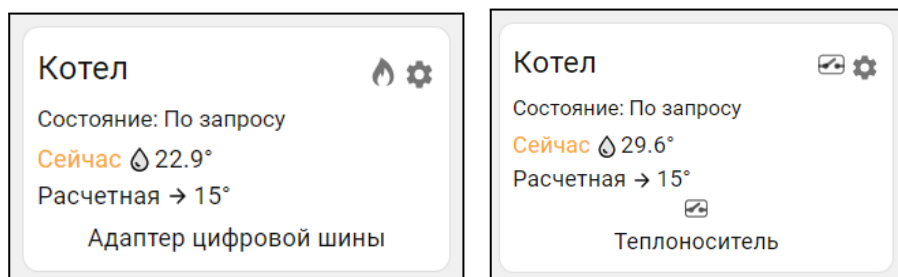 Котел
Состояние: По запросу
Сейчас 22.9°
Расчетная → 15°
Адаптер цифровой шины
Котел
Состояние: По запросу
Сейчас 29.6°
Расчетная → 15°
Теплоноситель